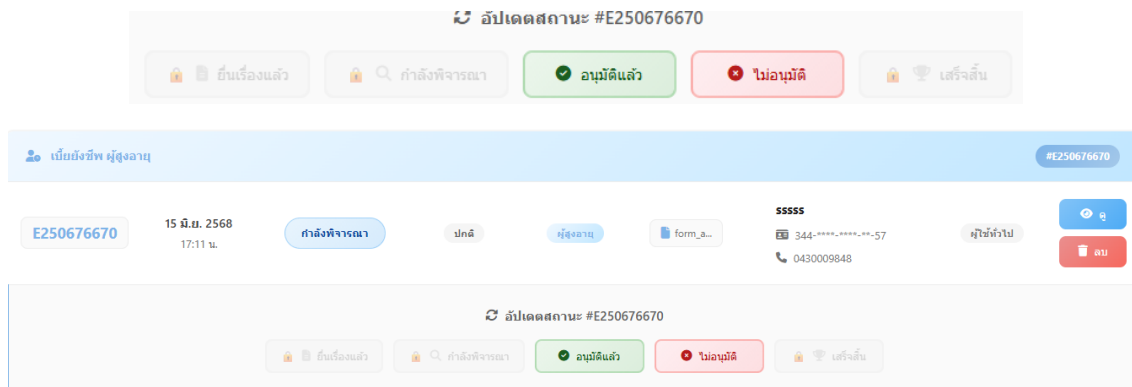 อัปเดตสถานะ #E250676670
ยื่นเรื่องแล้ว กำลังพิจารณา อนุมัติแล้ว ไม่อนุมัติ เสร็จสิ้น
เบี้ยยังชีพ ผู้สูงอายุ #E250676670
E250676670 15 มิ.ย. 2568 17:11 น. กำลังพิจารณา ปกติ ผู้สูงอายุ form_a... sssss ผู้ใช้ทั่วไป ดู
344-****-****-**-57 ลบ
0430009848
อัปเดตสถานะ #E250676670
ยื่นเรื่องแล้ว กำลังพิจารณา อนุมัติแล้ว ไม่อนุมัติ เสร็จสิ้น